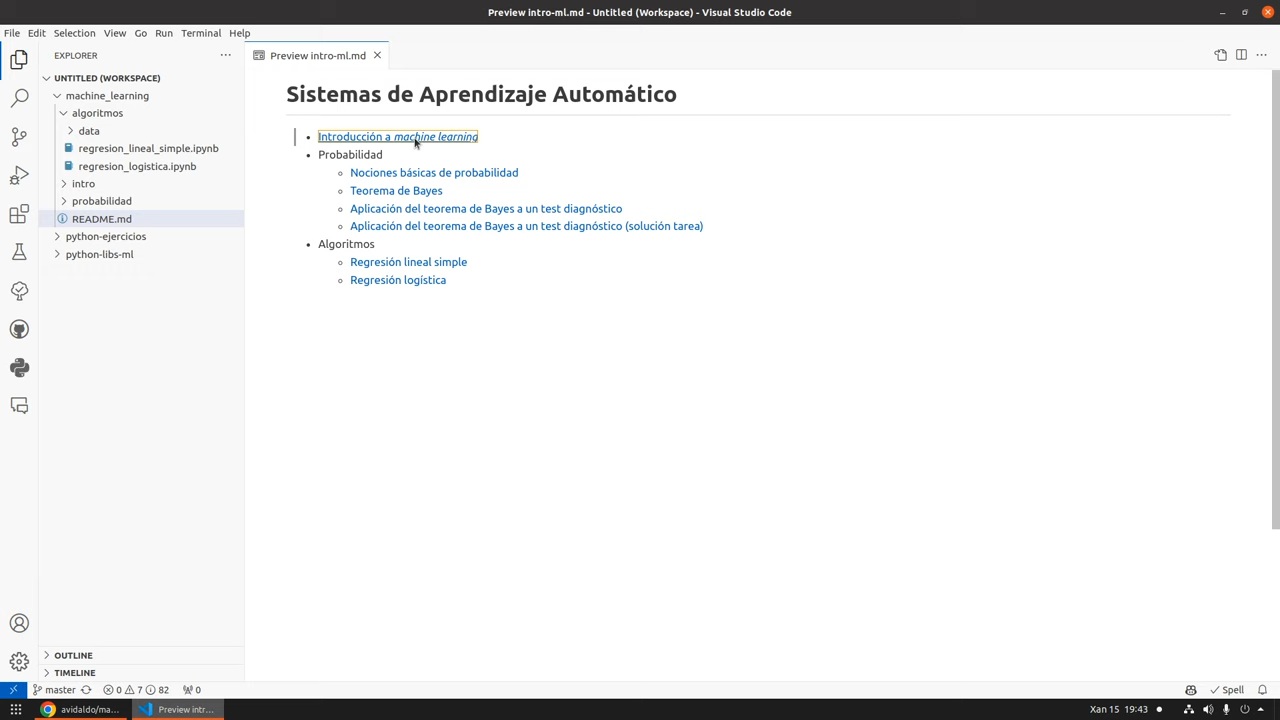 Preview intro-ml.md - Untitled (Workspace) - Visual Studio Code
File Edit Selection View Go Run Terminal Help
EXPLORER
Preview intro-ml.md
UNTITLED (WORKSPACE)
machine_learning
algoritmos
data
regresion_lineal_simple.ipynb
regresion_logistica.ipynb
intro
probabilidad
README.md
python-ejercicios
python-libs-ml
Sistemas de Aprendizaje Automático
Introducción a machine learning
Probabilidad
Nociones básicas de probabilidad
Teorema de Bayes
Aplicación del teorema de Bayes a un test diagnóstico
Aplicación del teorema de Bayes a un test diagnóstico (solución tarea)
Algoritmos
Regresión lineal simple
Regresión logística
OUTLINE
TIMELINE
master 0 7 82 0 Spell
avidaldo/ma... Preview intr... Xan 15 19:43